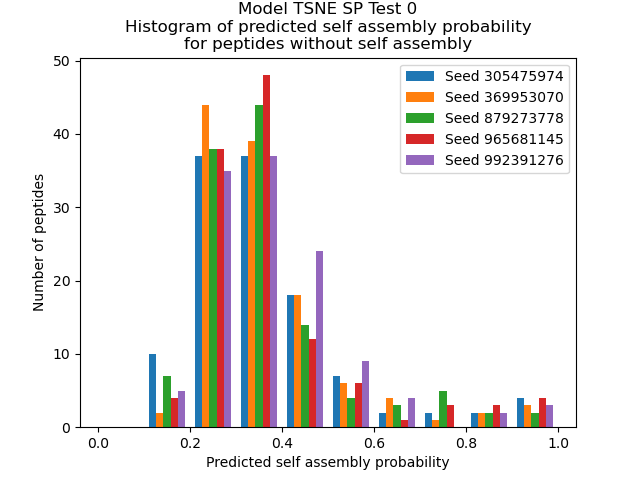 Model TSNE SP Test 0
Histogram of predicted self assembly probability
for peptides without self assembly
50
40
30
20
10
0
Number of peptides
Seed 305475974
Seed 369953070
Seed 879273778
Seed 965681145
Seed 992391276
0.0 0.2 0.4 0.6 0.8 1.0
Predicted self assembly probability